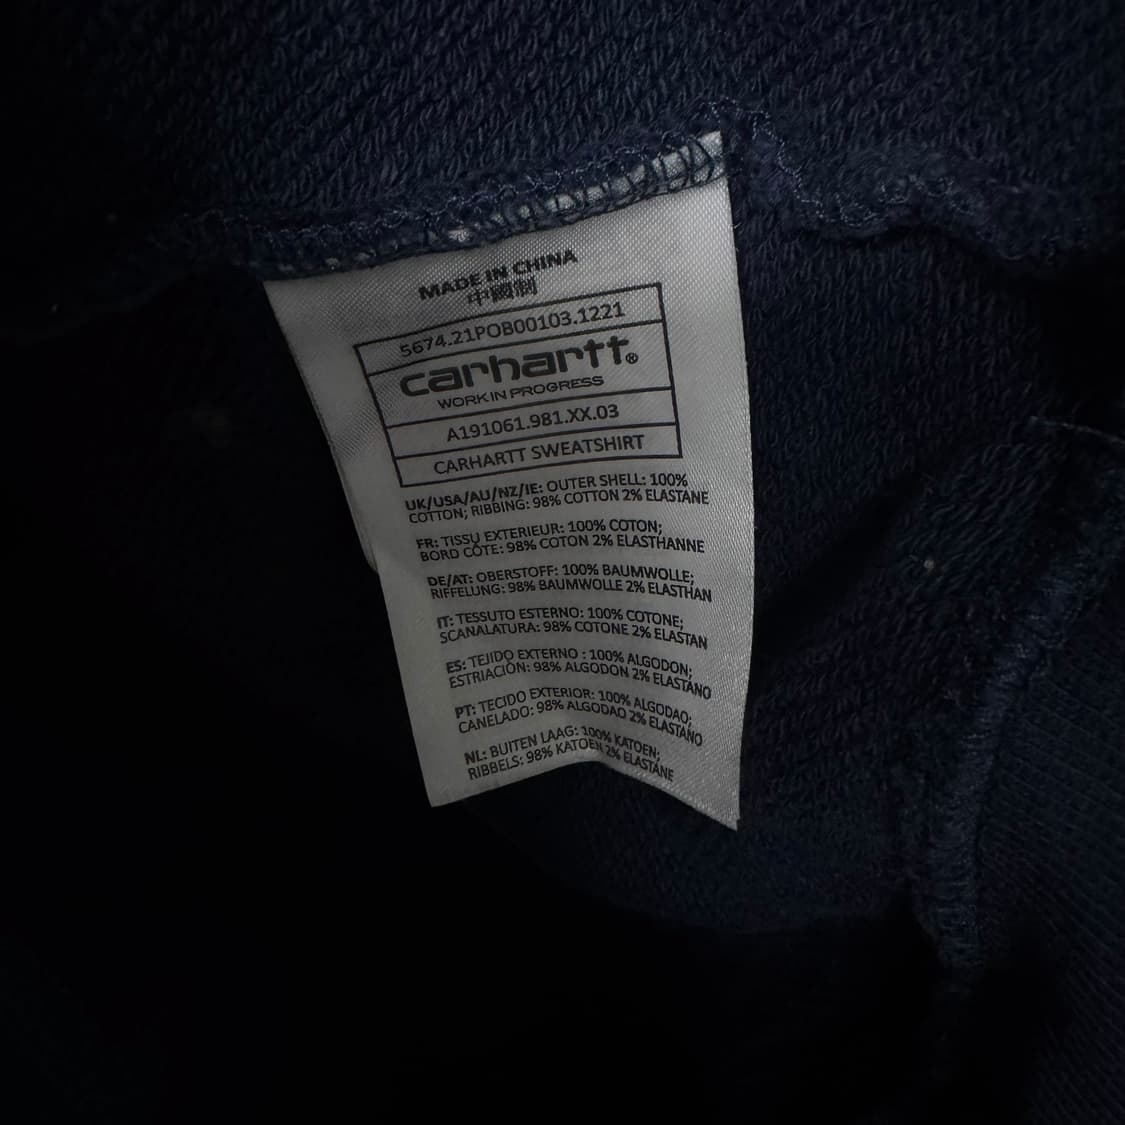 MADE IN CHINA
中國制
5674.21POB00103.1221
carhartt®
WORK IN PROGRESS
A191061.981.XX.03
CARHARTT SWEATSHIRT
UK/USA/AU/NZ/IE: OUTER SHELL: 100%
COTTON; RIBBING: 98% COTTON 2% ELASTANE
FR: TISSU EXTERIEUR: 100% COTON;
BORD CÔTE: 98% COTON 2% ELASTHANNE
DE/AT: OBERSTOFF: 100% BAUMWOLLE;
RIFFELUNG: 98% BAUMWOLLE 2% ELASTHAN
IT: TESSUTO ESTERNO: 100% COTONE;
SCANALATURA: 98% COTONE 2% ELASTAN
ES: TEJIDO EXTERNO : 100% ALGODON;
ESTRIACIÓN: 98% ALGODON 2% ELASTANO
PT: TECIDO EXTERIOR: 100% ALGODAO;
CANELADO: 98% ALGODAO 2% ELASTANO
NL: BUITEN LAAG: 100% KATOEN;
RIBBELS: 98% KATOEN 2% ELASTANE